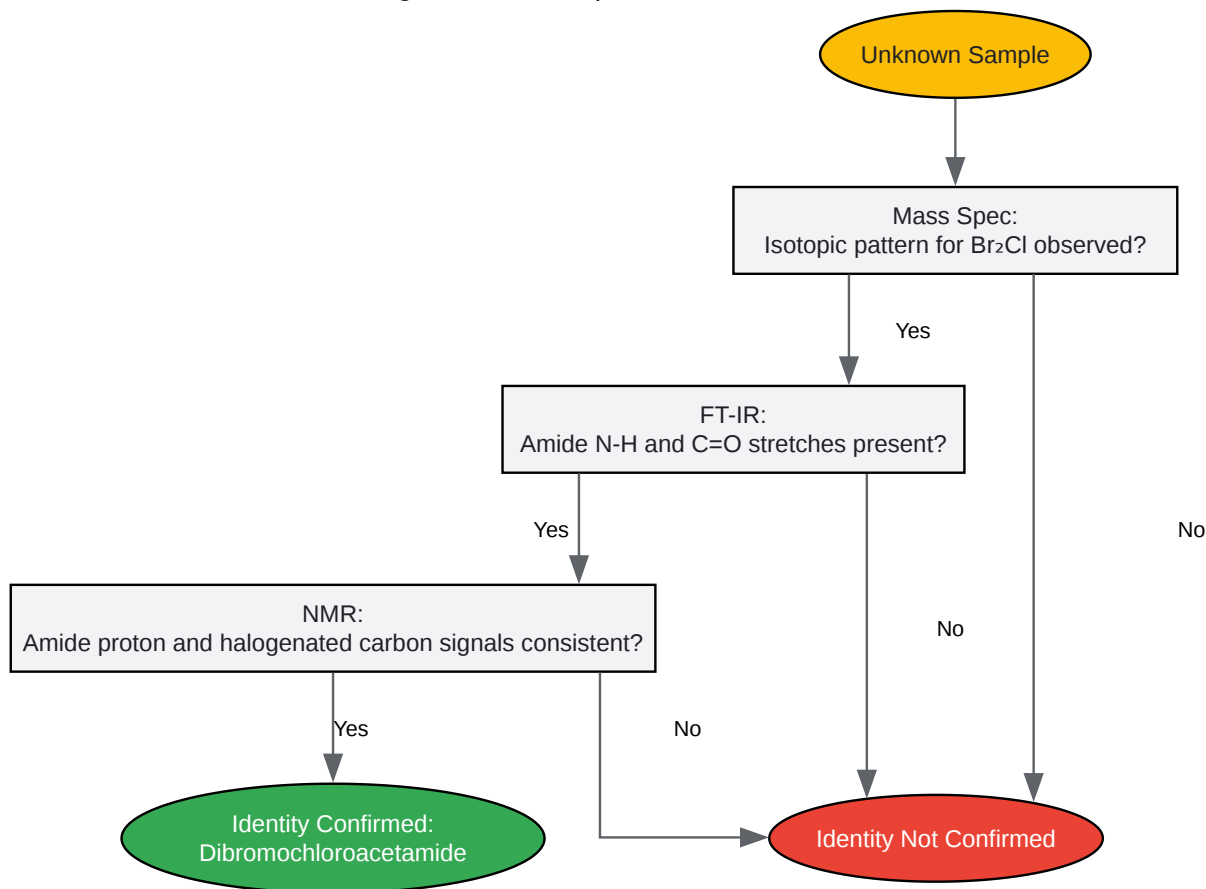 Unknown Sample
Mass Spec:
Isotopic pattern for Br₂Cl observed?
Yes
FT-IR:
Amide N-H and C=O stretches present?
Yes
No
NMR:
Amide proton and halogenated carbon signals consistent?
No
Yes
No
Identity Confirmed:
Dibromochloroacetamide
Identity Not Confirmed